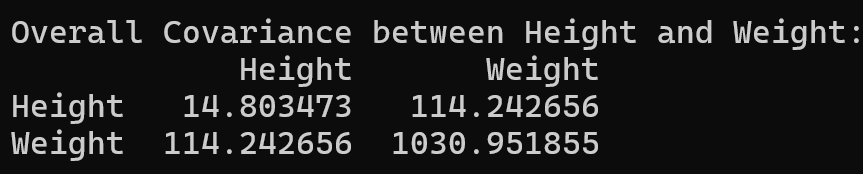 Overall Covariance between Height and Weight:
            Height       Weight
Height   14.803473   114.242656
Weight  114.242656  1030.951855